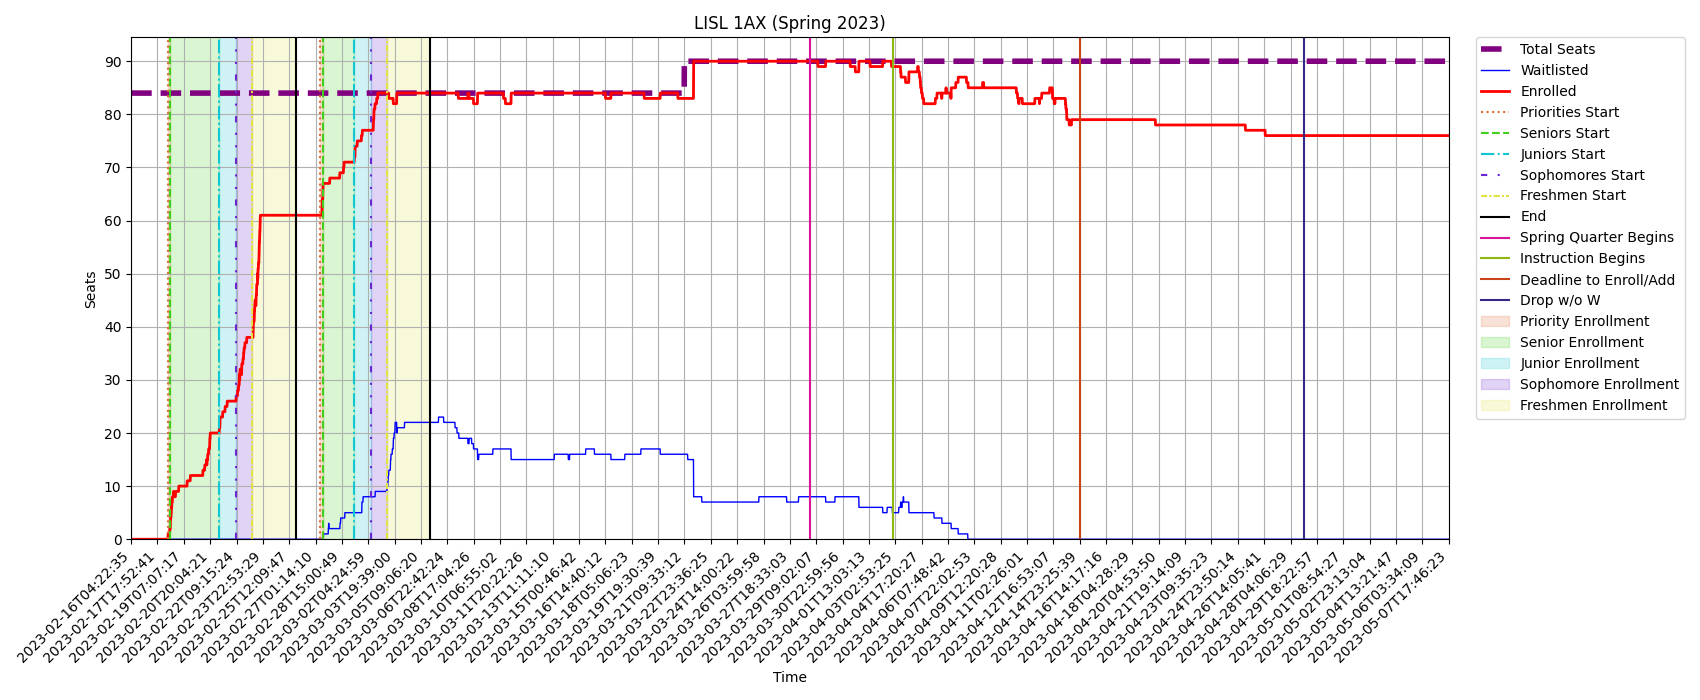 LISL 1AX (Spring 2023)
Seats
90
80
70
60
50
40
30
20
10
0
2023-02-16T04:22:35
2023-02-17T17:52:41
2023-02-19T07:07:17
2023-02-20T20:04:21
2023-02-22T09:15:24
2023-02-23T22:53:29
2023-02-25T12:09:47
2023-02-27T01:14:10
2023-02-28T15:00:49
2023-03-02T04:24:59
2023-03-03T19:39:00
2023-03-05T09:06:20
2023-03-06T22:42:24
2023-03-08T17:04:26
2023-03-10T06:55:02
2023-03-11T20:22:26
2023-03-13T11:11:10
2023-03-15T00:46:42
2023-03-16T14:40:12
2023-03-18T05:06:23
2023-03-19T19:30:39
2023-03-21T09:33:12
2023-03-22T23:36:25
2023-03-24T14:00:22
2023-03-26T03:59:58
2023-03-27T18:33:03
2023-03-29T09:02:07
2023-03-30T22:59:56
2023-04-01T13:03:13
2023-04-03T02:53:25
2023-04-04T17:20:27
2023-04-06T07:48:42
2023-04-07T22:02:53
2023-04-09T12:20:38
2023-04-11T02:26:01
2023-04-12T16:53:07
2023-04-14T23:25:39
2023-04-16T14:17:16
2023-04-18T04:28:29
2023-04-20T04:53:50
2023-04-21T19:14:09
2023-04-23T09:35:23
2023-04-24T23:50:14
2023-04-26T14:05:41
2023-04-28T04:06:29
2023-04-29T18:22:57
2023-05-01T08:54:27
2023-05-02T23:13:04
2023-05-04T13:21:47
2023-05-06T03:34:09
2023-05-07T17:46:23
Time
Total Seats
Waitlisted
Enrolled
Priorities Start
Seniors Start
Juniors Start
Sophomores Start
Freshmen Start
End
Spring Quarter Begins
Instruction Begins
Deadline to Enroll/Add
Drop w/o W
Priority Enrollment
Senior Enrollment
Junior Enrollment
Sophomore Enrollment
Freshmen Enrollment